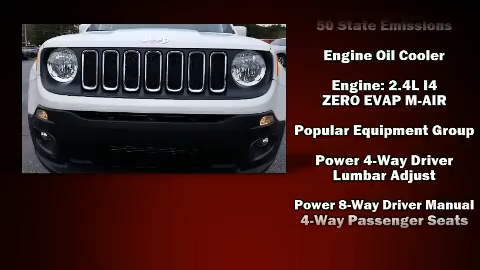 50 State Emissions
Engine Oil Cooler
Engine: 2.4L I4
ZERO EVAP M-AIR
Popular Equipment Group
Power 4-Way Driver
Lumbar Adjust
Power 8-Way Driver Manual
4-Way Passenger Seats
Jeep